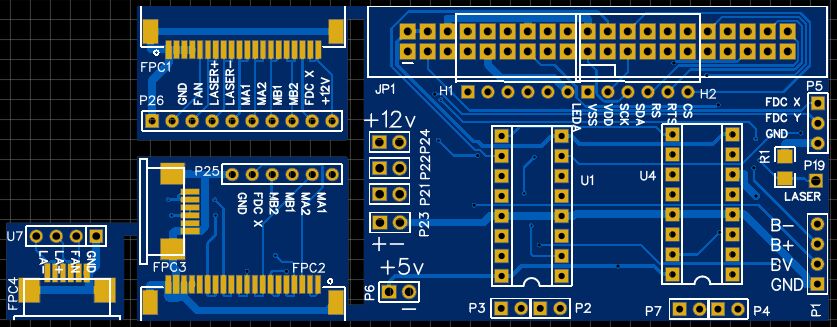 FPC1
P26
GND
FAN
LASER+
LASER-
MA1
MA2
MB1
MB2
FDC X
+12V
JP1
H1
H2
LEDA
VSS
VDD
SCK
SDA
RS
RTS
CS
P5
FDC X
FDC Y
GND
R1
P19
LASER
+12v
P24
P22
P21
P23
+-
+5v
P6
-
U1
U4
B-
B+
BV
GND
P1
P3
P2
P7
P4
P25
GND
FDC X
MB2
MB1
MA2
MA1
FPC3
FPC2
U7
LA-
LA+
FAN
GND
FPC4